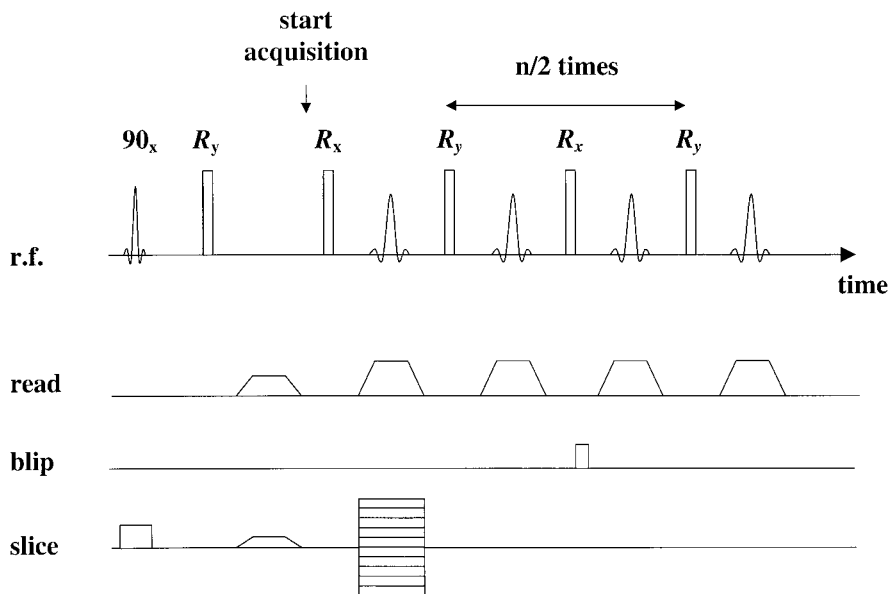 start
acquisition
n/2 times
90x Ry Rx Ry Rx Ry
r.f.
time
read
blip
slice